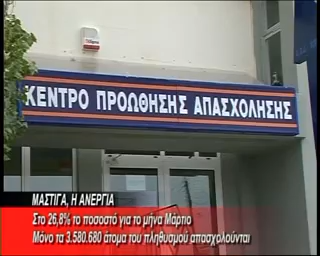 ΚΕΝΤΡΟ ΠΡΟΩΘΗΣΗΣ ΑΠΑΣΧΟΛΗΣΗΣ
ΜΑΣΤΙΓΑ, Η ΑΝΕΡΓΙΑ
Στο 26,8% το ποσοστό για το μήνα Μάρτιο
Μόνο τα 3.580.680 άτομα του πληθυσμού απασχολούνται